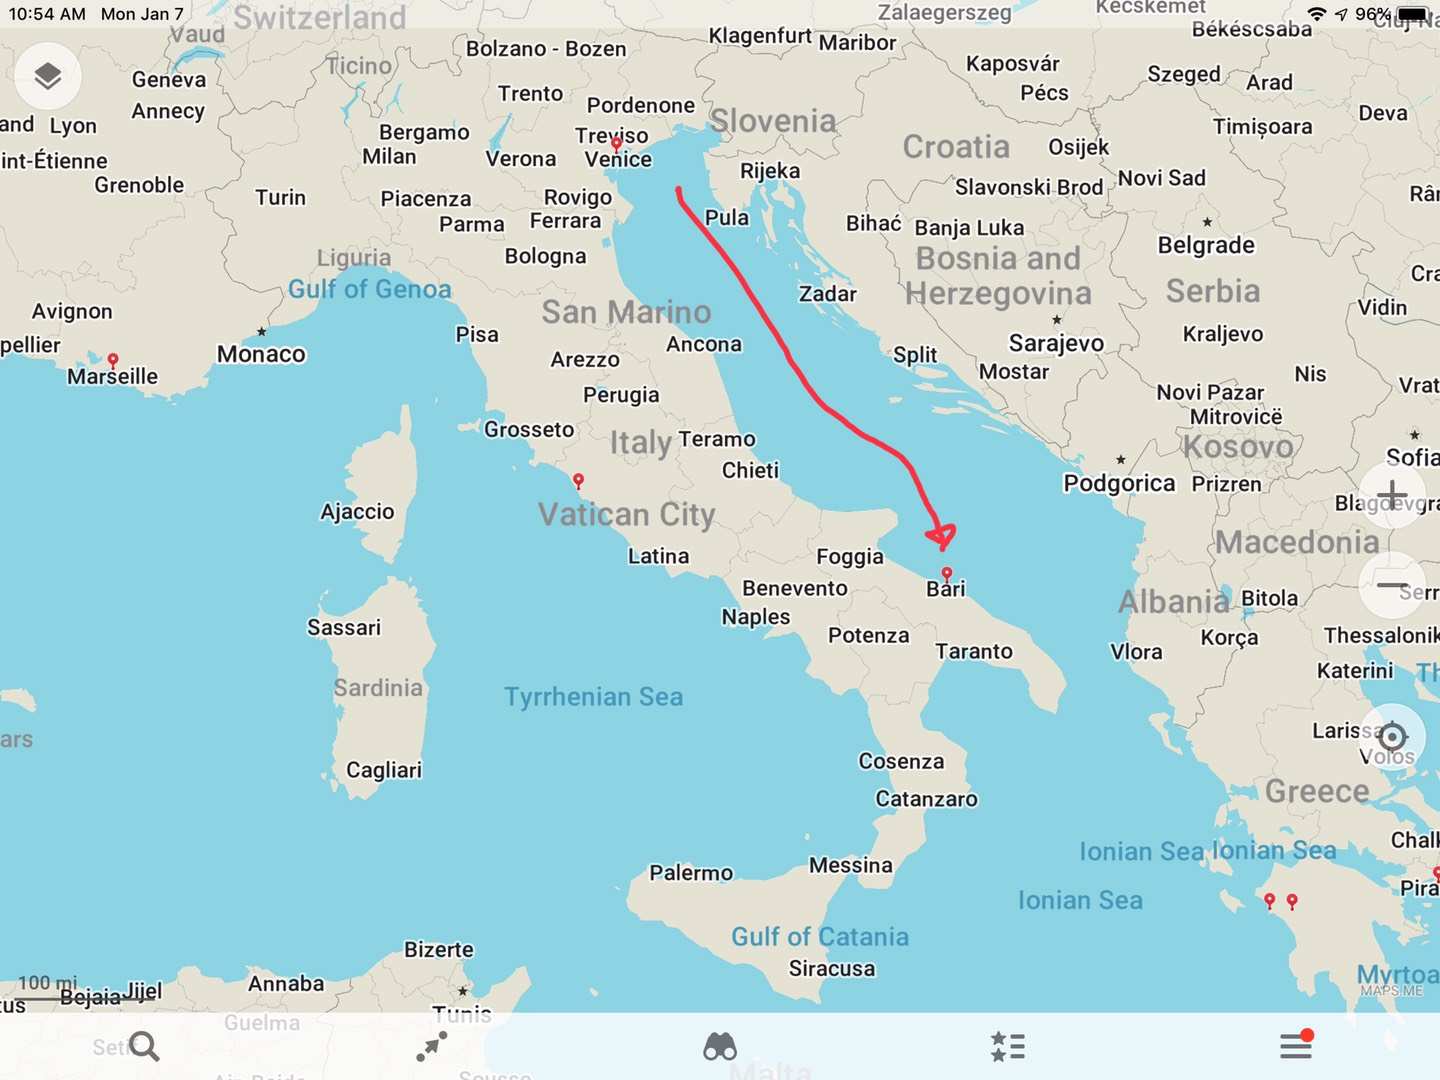 10:54 AM Mon Jan 7
96%
Switzerland
Zalaegerszeg
Kecskemét
Vaud
Klagenfurt
Maribor
Békéscsaba
Bolzano - Bozen
Ticino
Kaposvár
Szeged
Arad
Geneva
Trento
Pordenone
Pécs
Annecy
Slovenia
Deva
Lyon
Bergamo
Treviso
Croatia
Osijek
Timișoara
Milan
Verona
Venice
int-Étienne
Rijeka
Grenoble
Turin
Piacenza
Rovigo
Slavonski Brod
Novi Sad
Parma
Ferrara
Pula
Bihać
Banja Luka
Belgrade
Bologna
Liguria
Bosnia and
Herzegovina
Gulf of Genoa
Zadar
Serbia
Avignon
San Marino
Vidin
pellier
Pisa
Ancona
Sarajevo
Kraljevo
Monaco
Arezzo
Split
Mostar
Nis
Marseille
Perugia
Novi Pazar
Vrat
Mitrovicë
Grosseto
Italy
Teramo
Kosovo
Chieti
Sofia
Podgorica
Prizren
Ajaccio
Vatican City
Blagoevgra
Latina
Foggia
Macedonia
Benevento
Bari
Albania
Bitola
Serr
Naples
Sassari
Potenza
Taranto
Vlora
Korça
Thessalonik
Katerini
Th
Sardinia
Tyrrhenian Sea
ars
Larissa
Volos
Cagliari
Cosenza
Greece
Catanzaro
Chalk
Ionian Sea
Ionian Sea
Palermo
Messina
Pira
Ionian Sea
Gulf of Catania
Bizerte
Siracusa
Myrtoa
100 mi
Annaba
Bejaia
Jijel
MAPS.ME
tus
Tunis
Guelma
Setif
Sousse
Malta